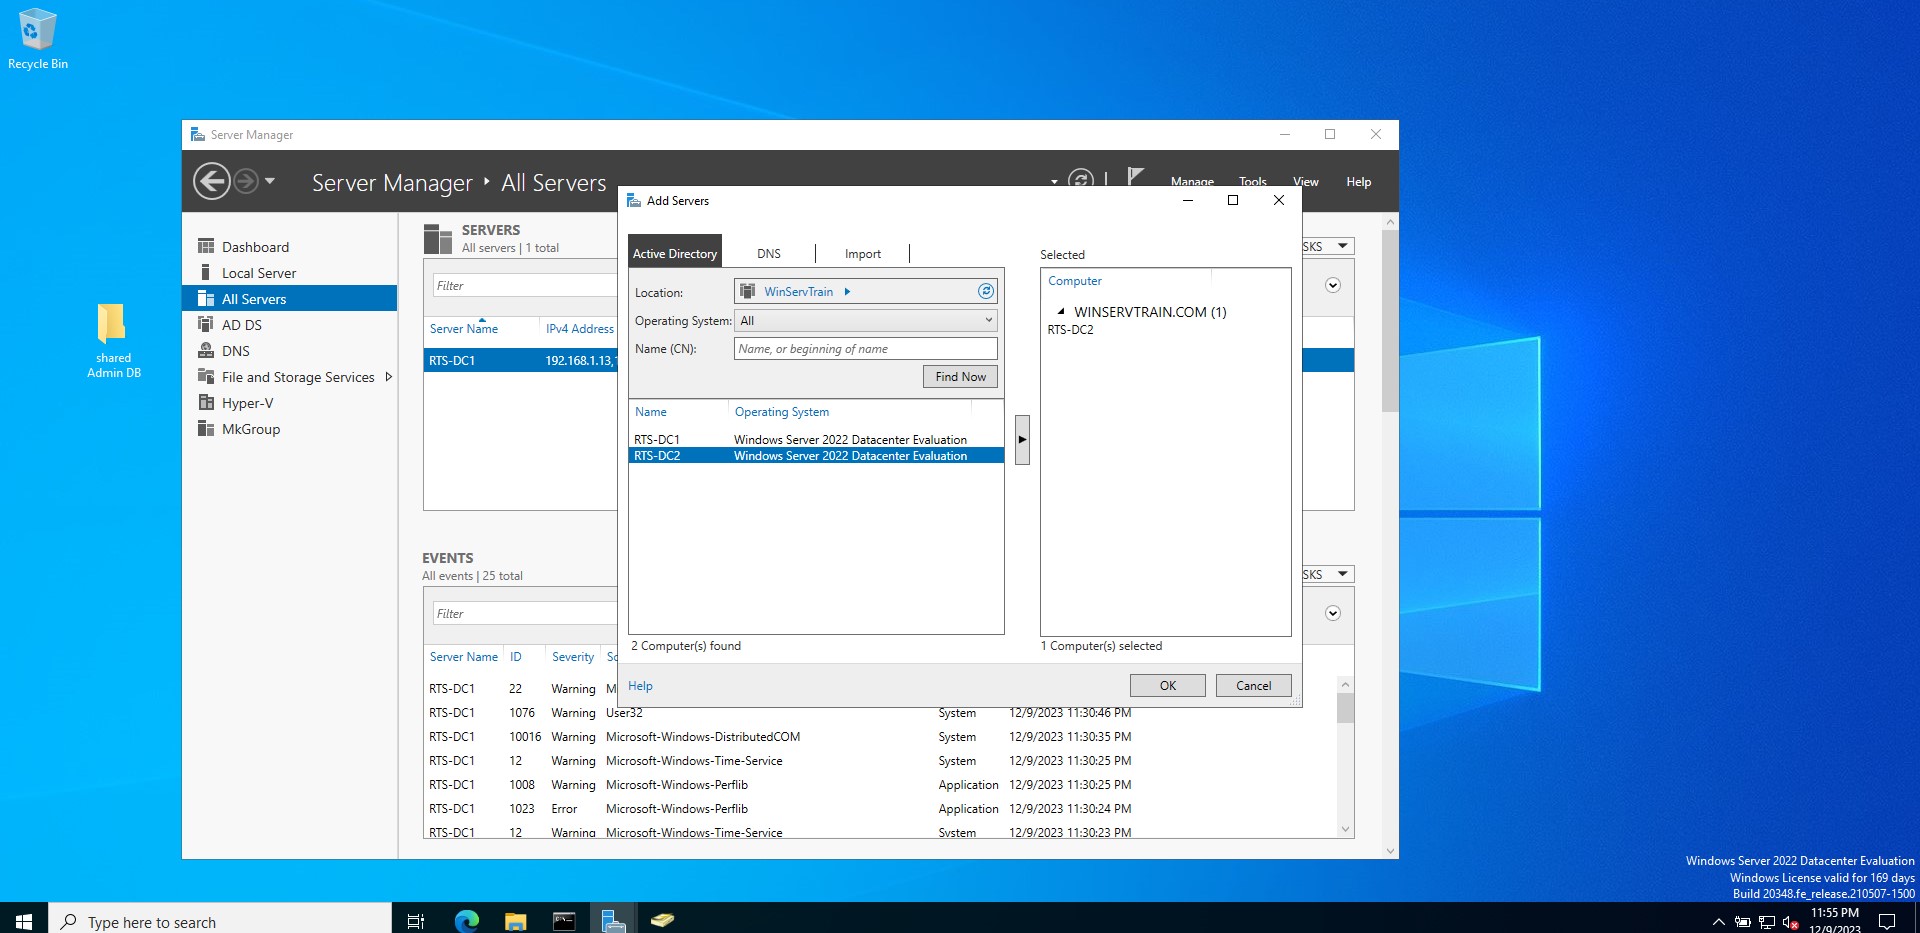 Recycle Bin
shared
Admin DB
Server Manager
Server Manager
All Servers
Manage
Tools
View
Help
Dashboard
Local Server
All Servers
AD DS
DNS
File and Storage Services
Hyper-V
MkGroup
SERVERS
All servers | 1 total
SKS
Filter
Server Name IPv4 Address
RTS-DC1 192.168.1.13,
Add Servers
Active Directory
DNS
Import
Location:
WinServTrain
Operating System:
All
Name (CN):
Name, or beginning of name
Find Now
Name Operating System
RTS-DC1 Windows Server 2022 Datacenter Evaluation
RTS-DC2 Windows Server 2022 Datacenter Evaluation
2 Computer(s) found
Selected
Computer
WINSERVTRAIN.COM (1)
RTS-DC2
1 Computer(s) selected
Help
OK
Cancel
EVENTS
All events | 25 total
SKS
Filter
Server Name ID Severity So
RTS-DC1 22 Warning M
RTS-DC1 1076 Warning User32 System 12/9/2023 11:30:46 PM
RTS-DC1 10016 Warning Microsoft-Windows-DistributedCOM System 12/9/2023 11:30:35 PM
RTS-DC1 12 Warning Microsoft-Windows-Time-Service System 12/9/2023 11:30:25 PM
RTS-DC1 1008 Warning Microsoft-Windows-Perflib Application 12/9/2023 11:30:25 PM
RTS-DC1 1023 Error Microsoft-Windows-Perflib Application 12/9/2023 11:30:24 PM
RTS-DC1 12 Warning Microsoft-Windows-Time-Service System 12/9/2023 11:30:23 PM
Windows Server 2022 Datacenter Evaluation
Windows License valid for 169 days
Build 20348.fe_release.210507-1500
Type here to search
11:55 PM
12/9/2023